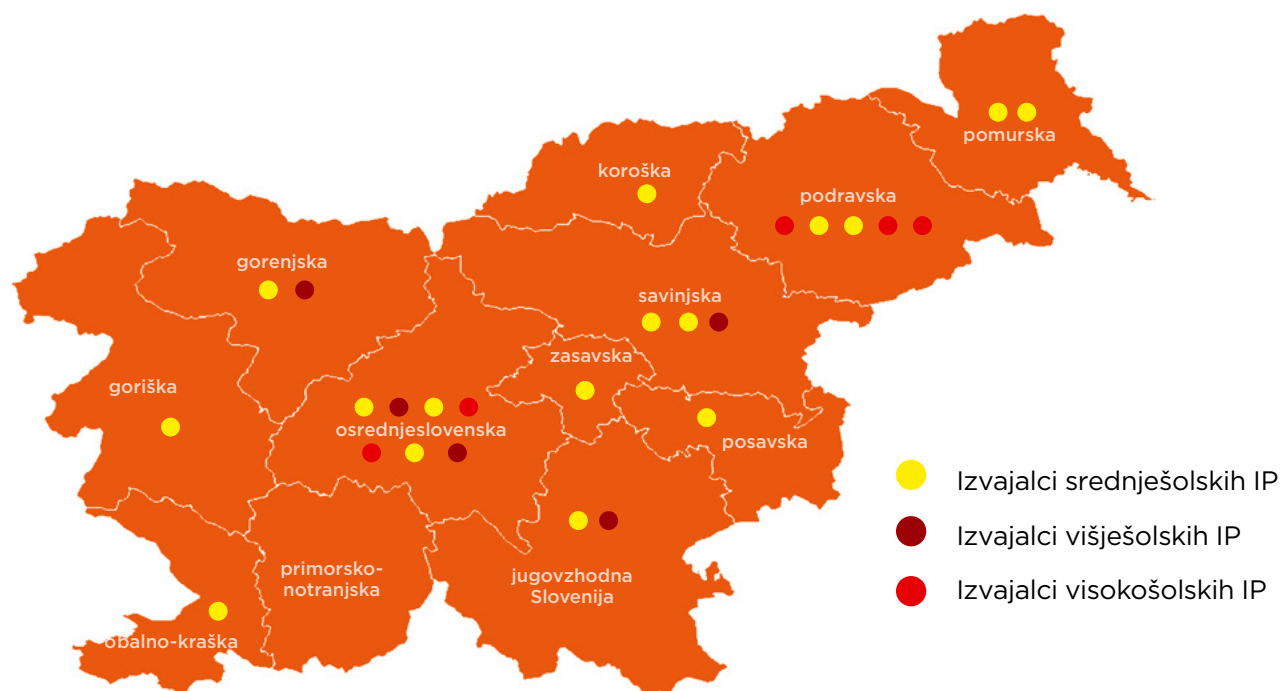 pomurska
koroška
podravska
gorenjska
savinjska
zasavska
goriška
osrednjeslovenska
posavska
primorsko-
notranjska
jugovzhodna
Slovenija
obalno-kraška
Izvajalci srednješolskih IP
Izvajalci višješolskih IP
Izvajalci visokošolskih IP